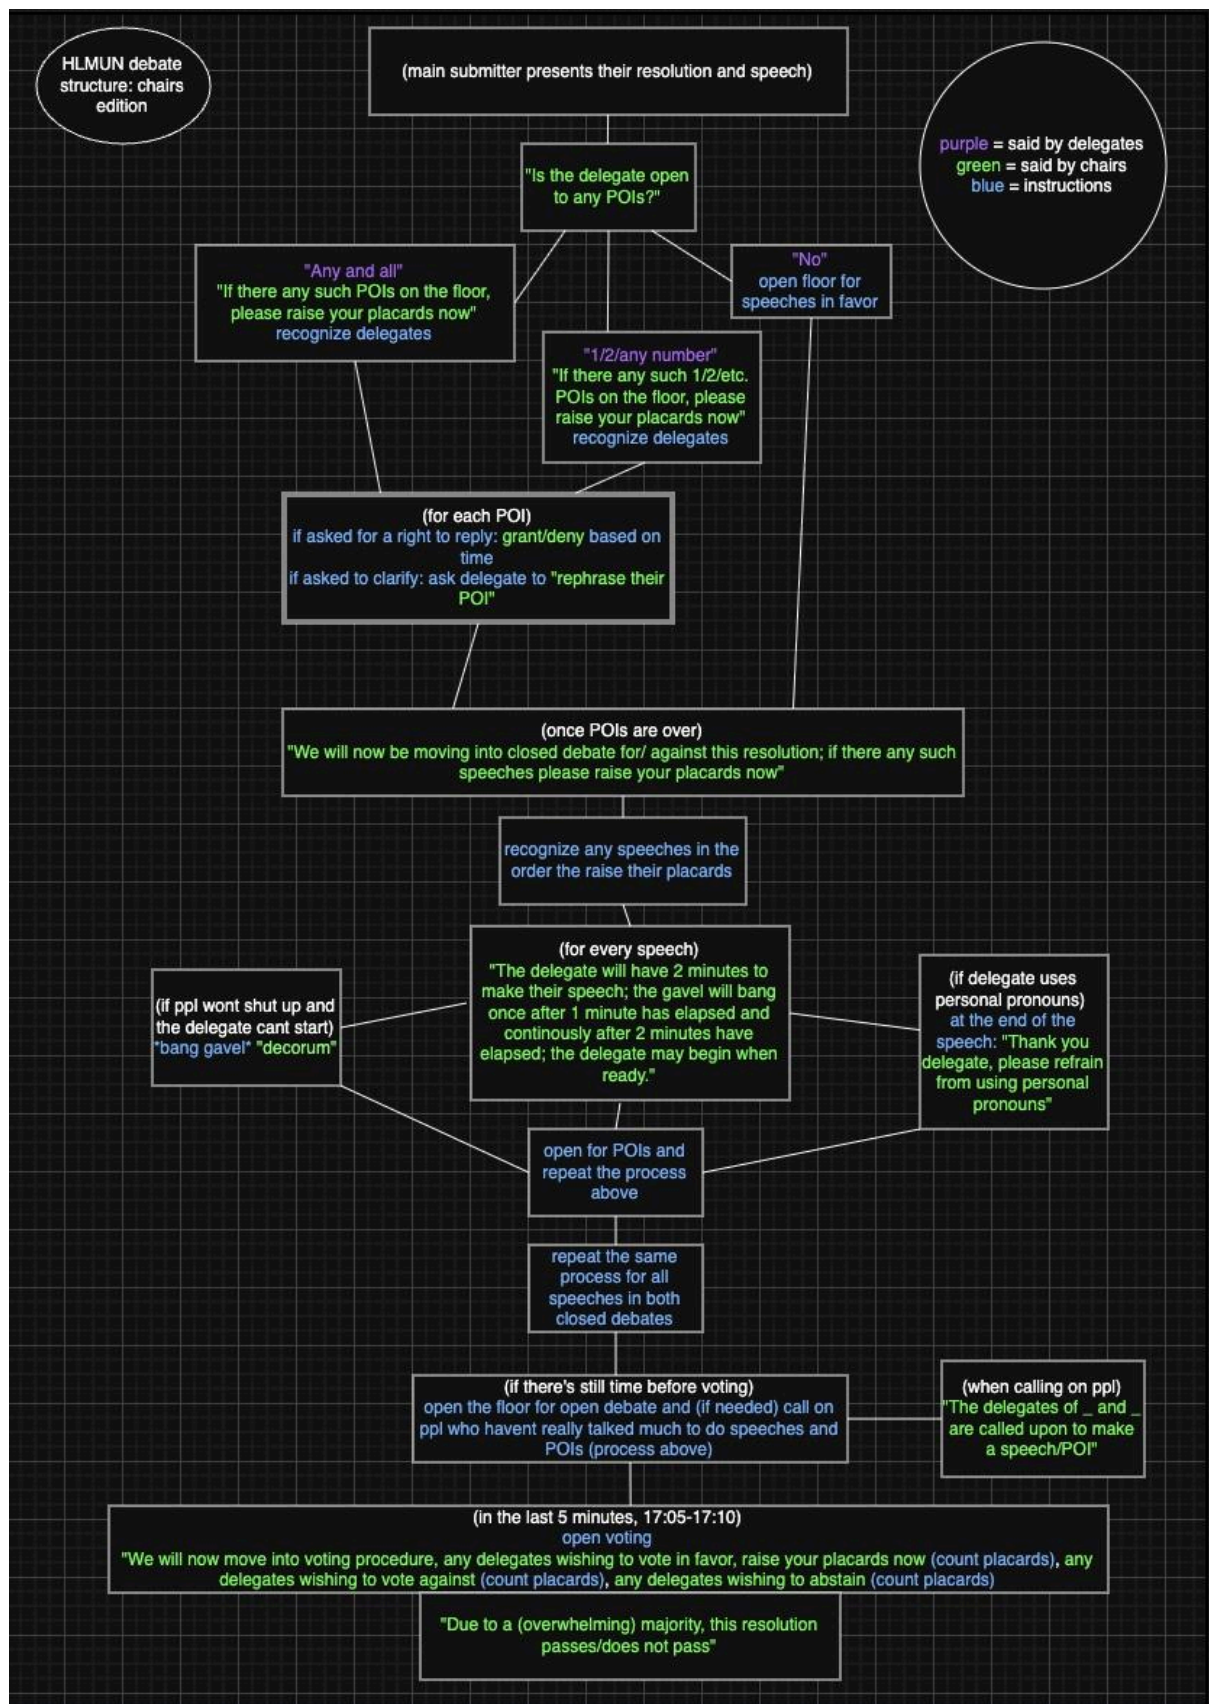 HLMUN debate
structure: chairs
edition
(main submitter presents their resolution and speech)
purple = said by delegates
green = said by chairs
blue = instructions
"Is the delegate open
to any POIs?"
"Any and all"
"If there any such POIs on the floor,
please raise your placards now"
recognize delegates
"No"
open floor for
speeches in favor
"1/2/any number"
"If there any such 1/2/etc.
POIs on the floor, please
raise your placards now"
recognize delegates
(for each POI)
if asked for a right to reply: grant/deny based on
time
if asked to clarify: ask delegate to "rephrase their
POI"
(once POIs are over)
"We will now be moving into closed debate for/ against this resolution; if there any such
speeches please raise your placards now"
recognize any speeches in the
order the raise their placards
(for every speech)
"The delegate will have 2 minutes to
make their speech; the gavel will bang
once after 1 minute has elapsed and
continously after 2 minutes have
elapsed; the delegate may begin when
ready."
(if ppl wont shut up and
the delegate cant start)
*bang gavel* "decorum"
(if delegate uses
personal pronouns)
at the end of the
speech: "Thank you
delegate, please refrain
from using personal
pronouns"
open for POIs and
repeat the process
above
repeat the same
process for all
speeches in both
closed debates
(if there's still time before voting)
open the floor for open debate and (if needed) call on
ppl who havent really talked much to do speeches and
POIs (process above)
(when calling on ppl)
"The delegates of _ and _
are called upon to make
a speech/POI"
(in the last 5 minutes, 17:05-17:10)
open voting
"We will now move into voting procedure, any delegates wishing to vote in favor, raise your placards now (count placards), any
delegates wishing to vote against (count placards), any delegates wishing to abstain (count placards)
"Due to a (overwhelming) majority, this resolution
passes/does not pass"